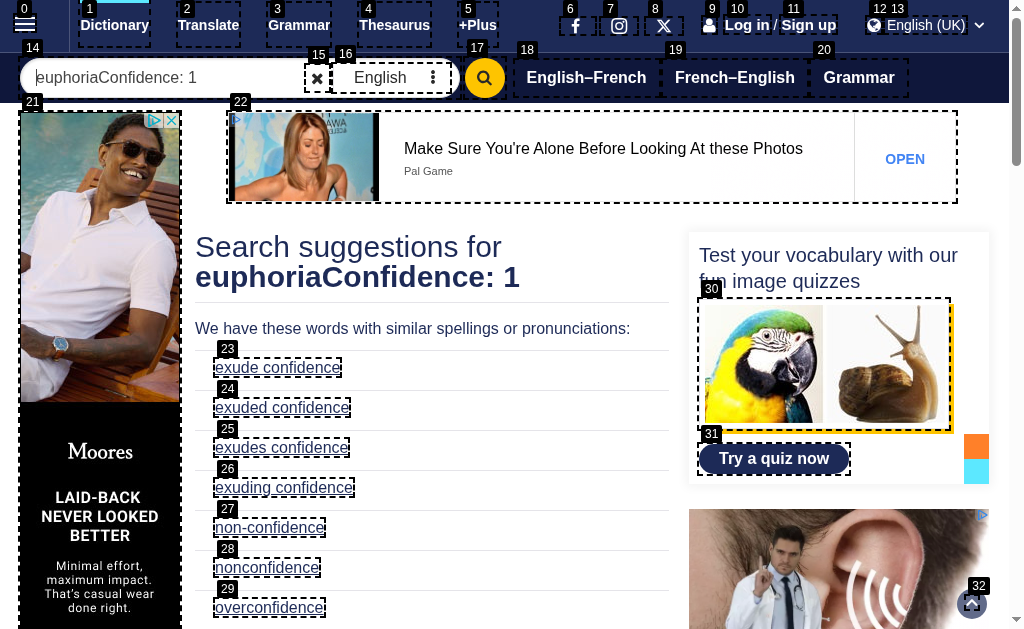 0 1 2 3 4 5 6 7 8 9 10 11 12 13
Dictionary Translate Grammar Thesaurus +Plus Log in / Sign up English (UK)
14 15 16 17 18 19 20
euphoriaConfidence: 1 English English–French French–English Grammar
21 22
Make Sure You're Alone Before Looking At these Photos
Pal Game
OPEN
Search suggestions for
euphoriaConfidence: 1
We have these words with similar spellings or pronunciations:
23
exude confidence
24
exuded confidence
25
exudes confidence
26
exuding confidence
27
non-confidence
28
nonconfidence
29
overconfidence
Moores
LAID-BACK
NEVER LOOKED
BETTER
Minimal effort,
maximum impact.
That's casual wear
done right.
Test your vocabulary with our
fun image quizzes
30
31
Try a quiz now
32